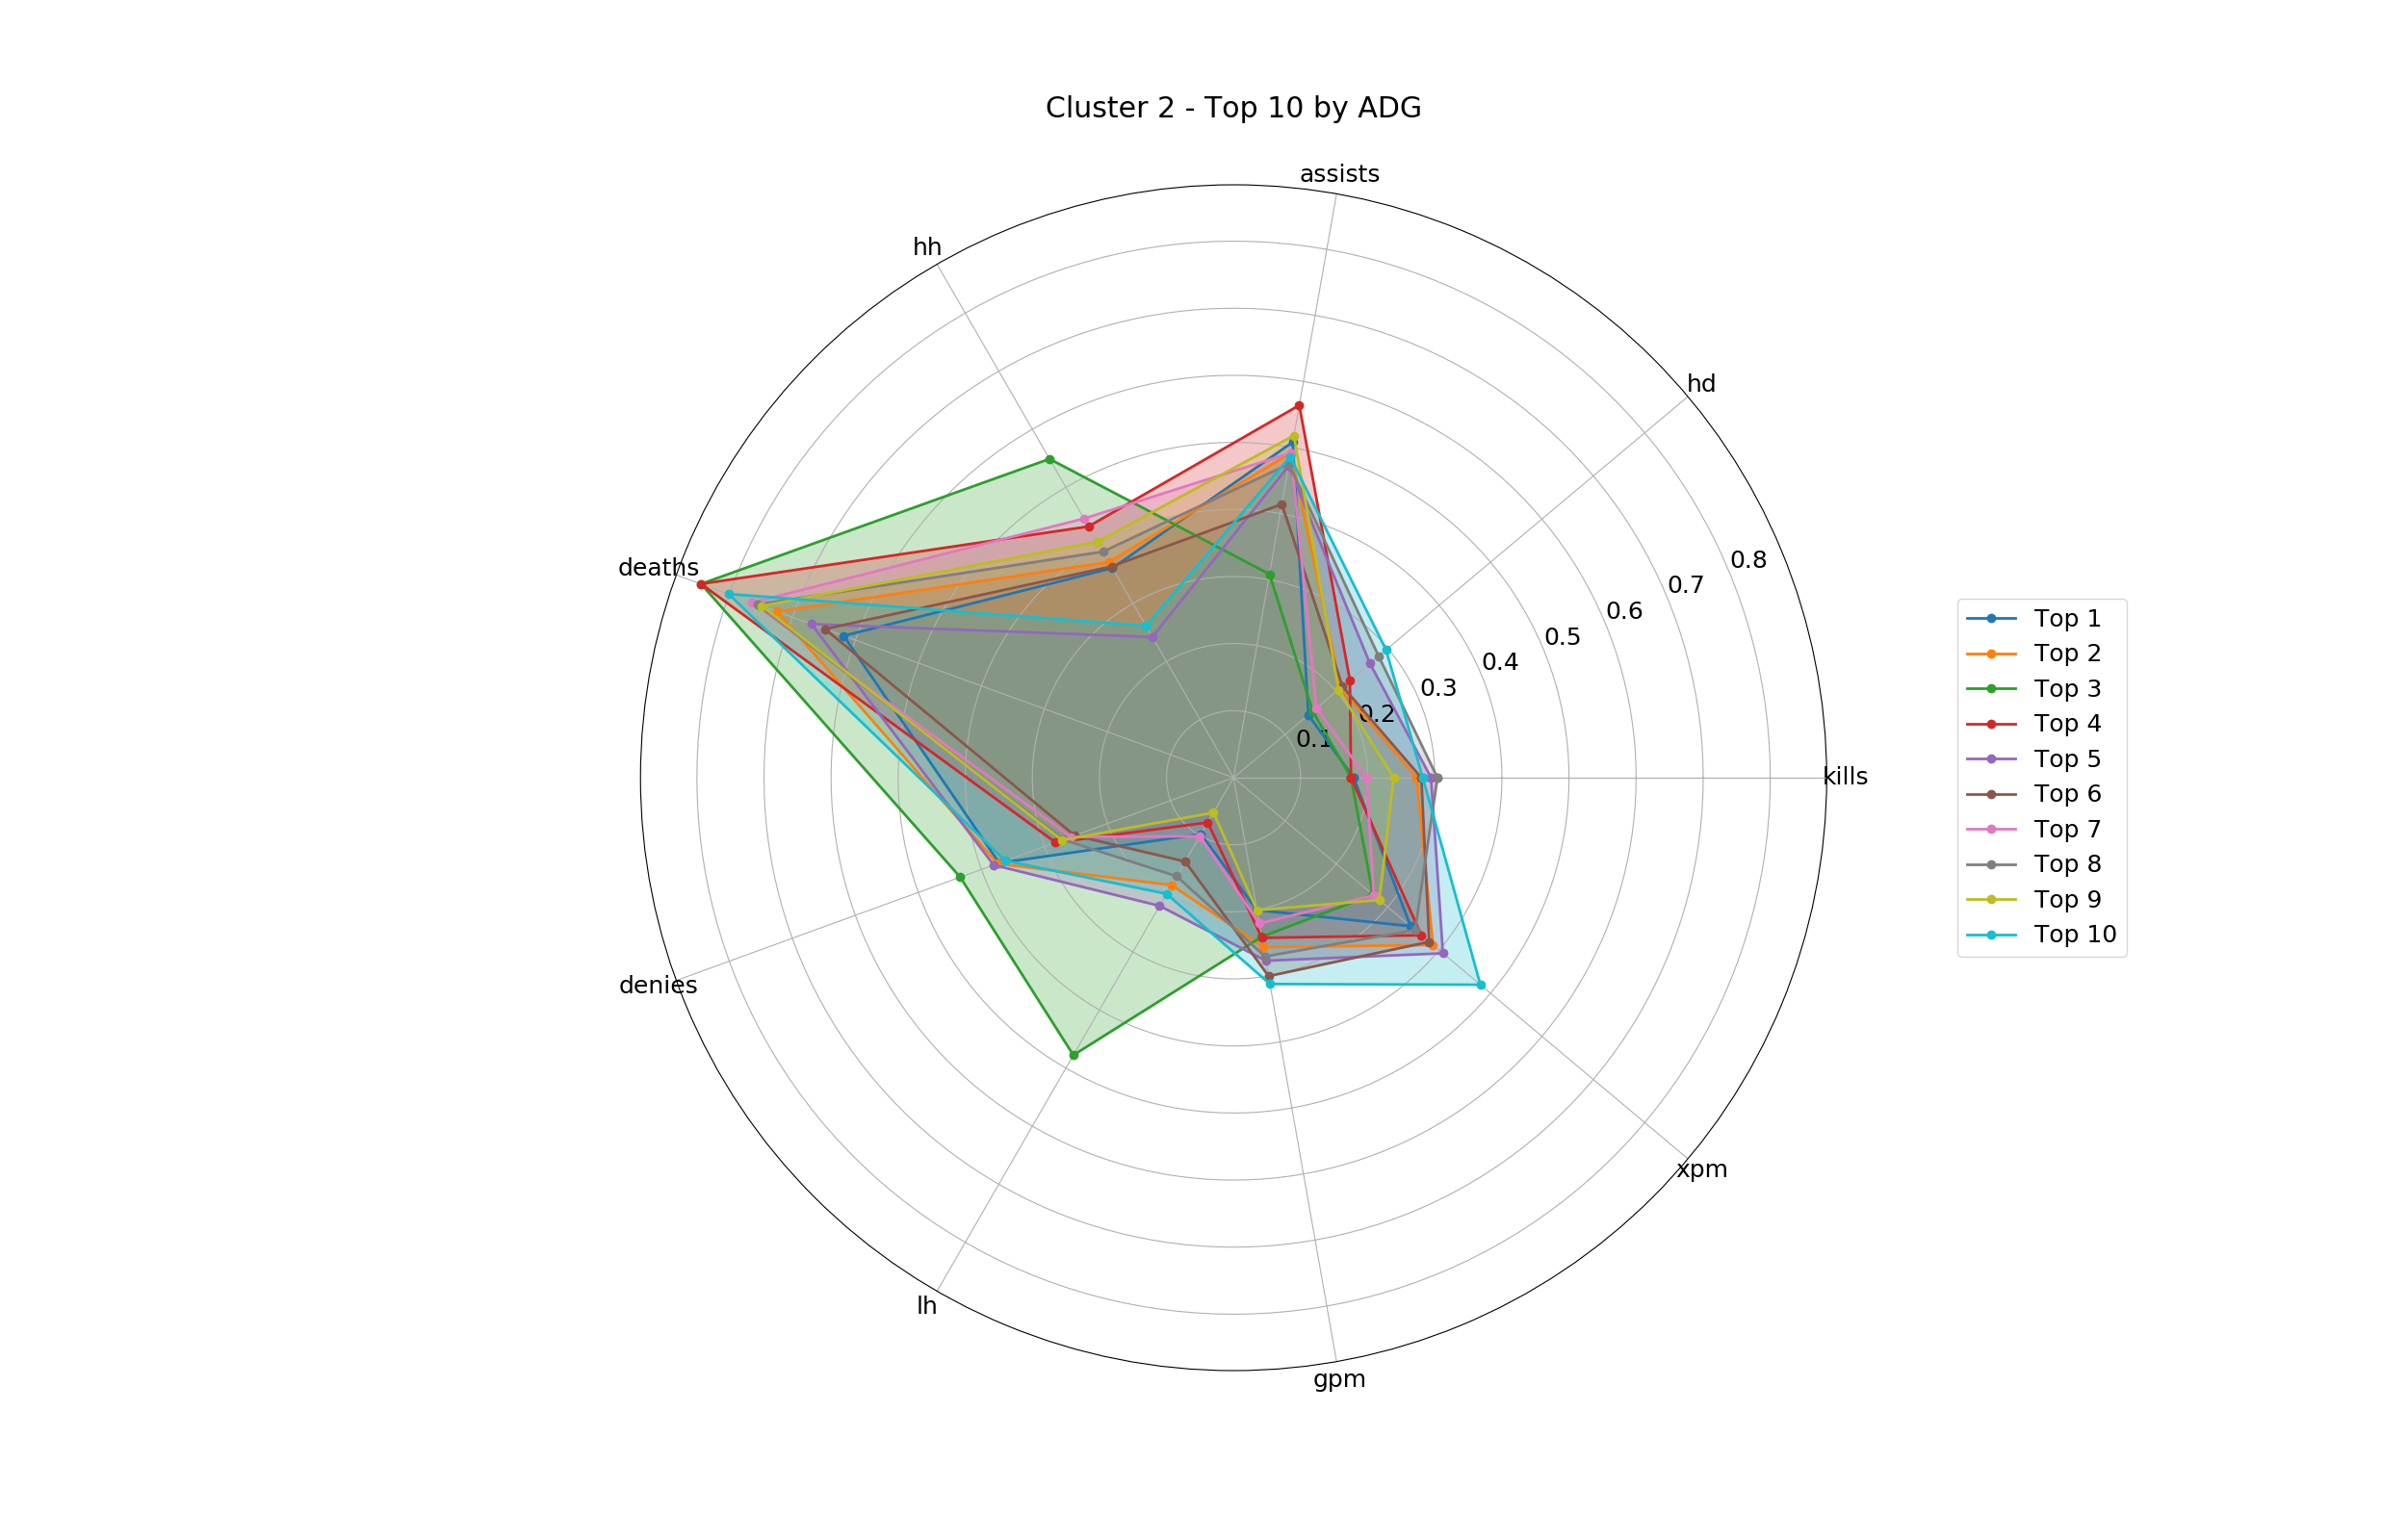 Cluster 2 - Top 10 by ADG
assists
hh
hd
deaths
kills
denies
lh
gpm
xpm
0.1
0.2
0.3
0.4
0.5
0.6
0.7
0.8
Top 1
Top 2
Top 3
Top 4
Top 5
Top 6
Top 7
Top 8
Top 9
Top 10